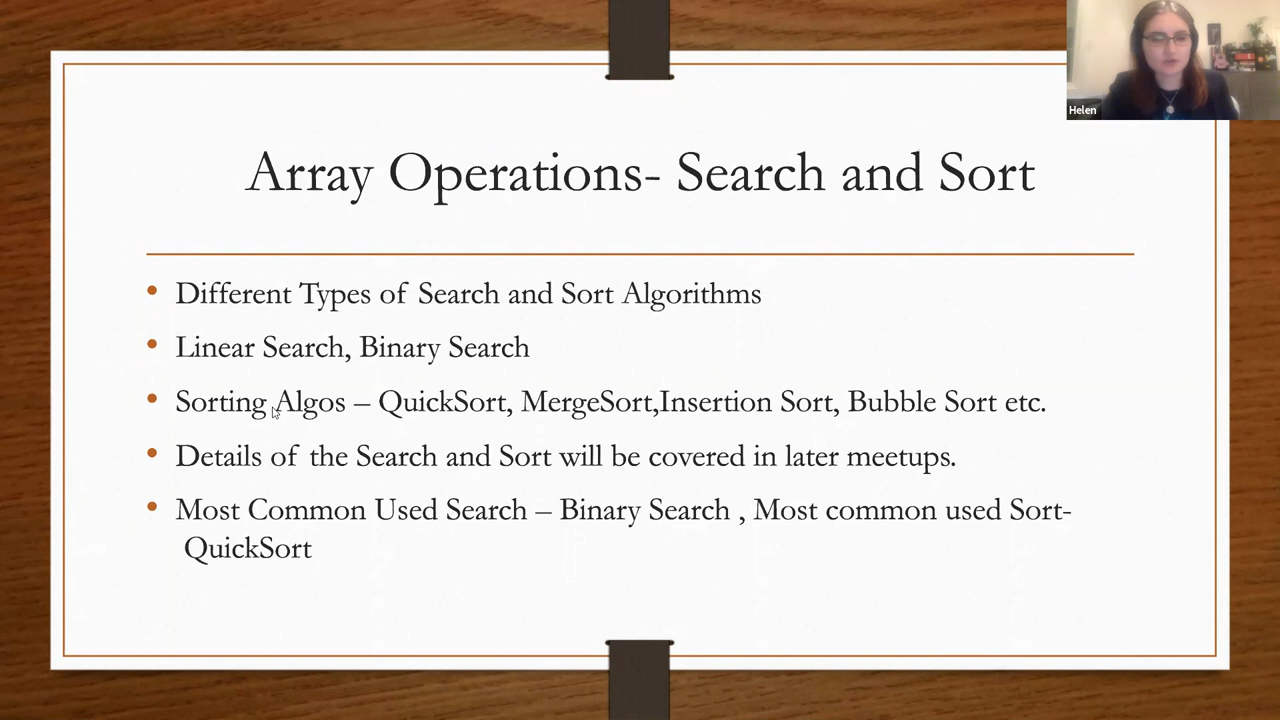 Helen
Array Operations- Search and Sort
• Different Types of Search and Sort Algorithms
• Linear Search, Binary Search
• Sorting Algos – QuickSort, MergeSort,Insertion Sort, Bubble Sort etc.
• Details of the Search and Sort will be covered in later meetups.
• Most Common Used Search – Binary Search , Most common used Sort-
QuickSort